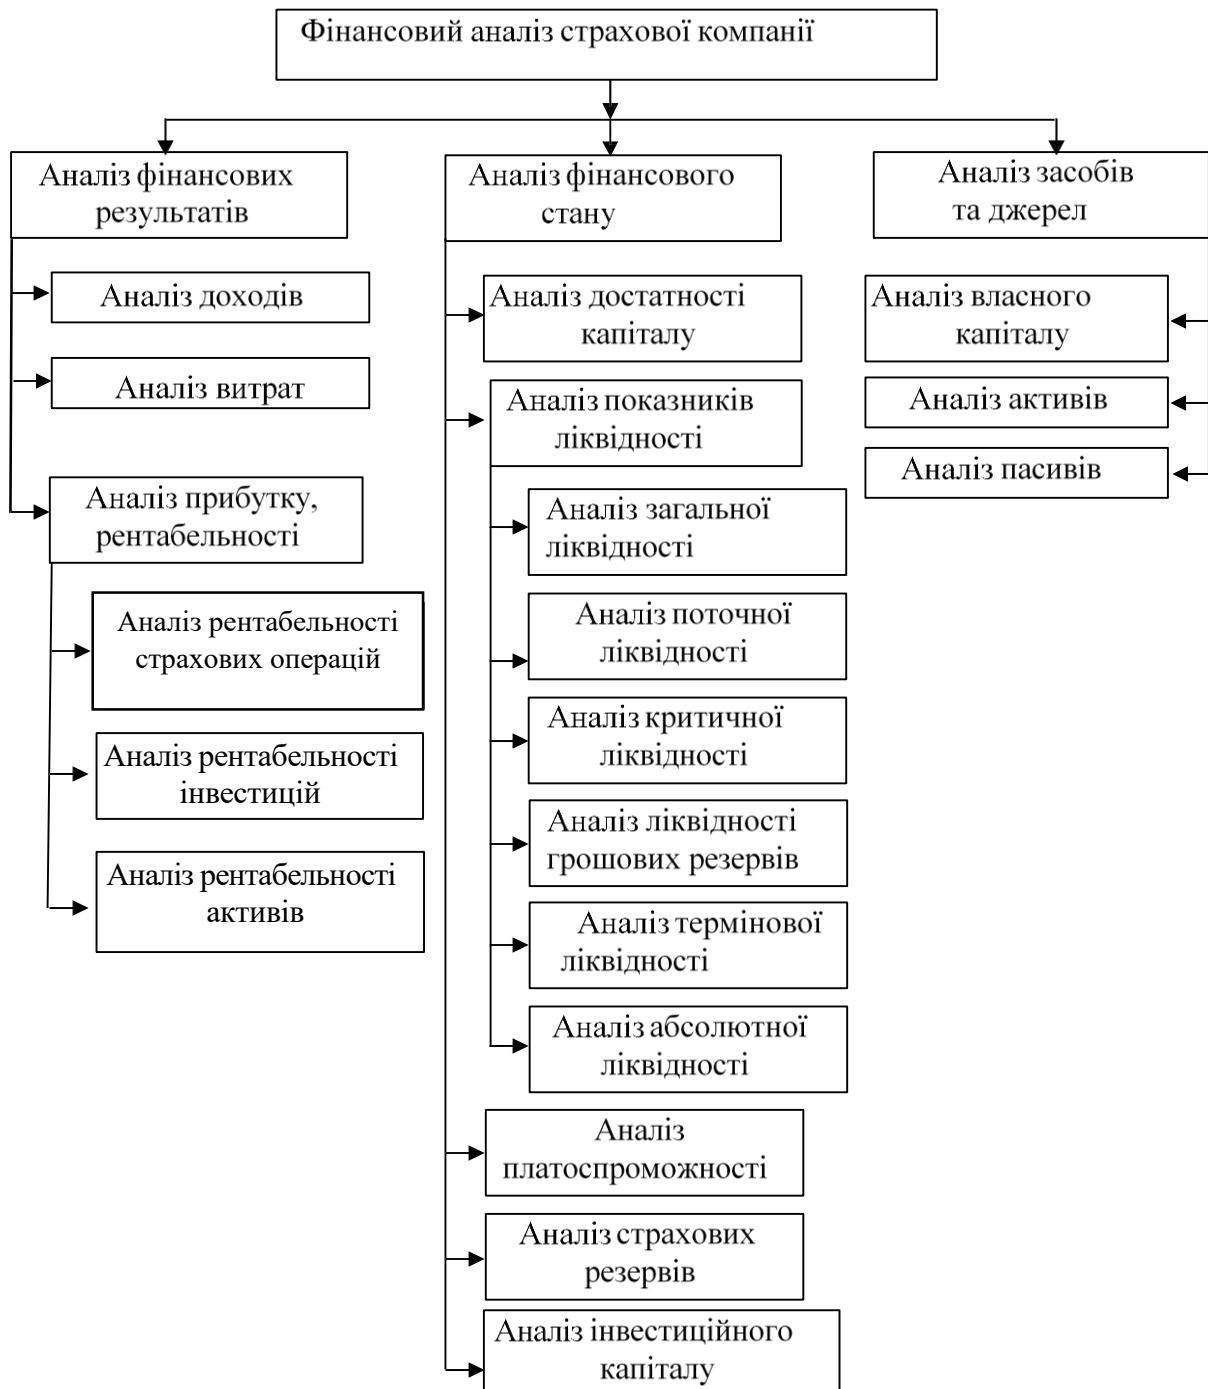 Фінансовий аналіз страхової компанії
Аналіз фінансових
результатів
Аналіз доходів
Аналіз витрат
Аналіз прибутку,
рентабельності
Аналіз рентабельності
страхових операцій
Аналіз рентабельності
інвестицій
Аналіз рентабельності
активів
Аналіз фінансового
стану
Аналіз достатності
капіталу
Аналіз показників
ліквідності
Аналіз загальної
ліквідності
Аналіз поточної
ліквідності
Аналіз критичної
ліквідності
Аналіз ліквідності
грошових резервів
Аналіз термінової
ліквідності
Аналіз абсолютної
ліквідності
Аналіз
платоспроможності
Аналіз страхових
резервів
Аналіз інвестиційного
капіталу
Аналіз засобів
та джерел
Аналіз власного
капіталу
Аналіз активів
Аналіз пасивів